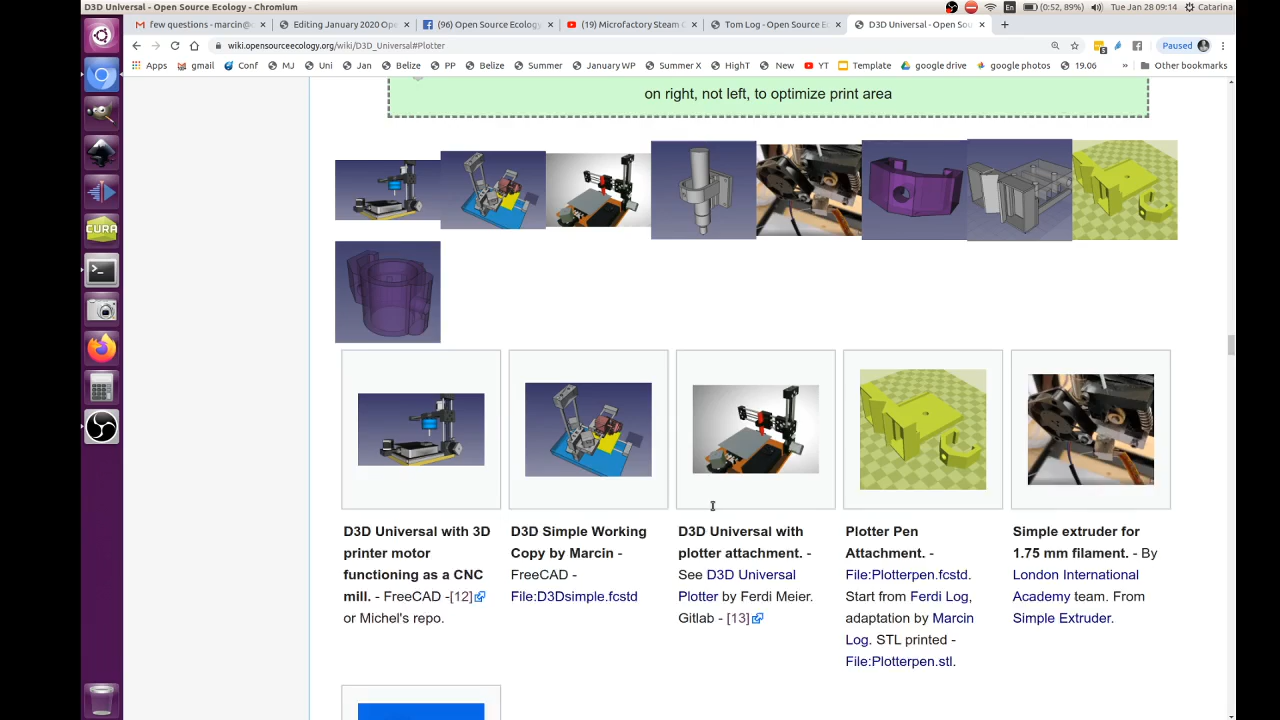 D3D Universal - Open Source Ecology - Chromium
(0:52, 89%)
Tue Jan 28 09:14
Catarina
En
few questions - marcin@
Editing January 2020 Ope
(96) Open Source Ecology
(19) Microfactory Steam C
Tom Log - Open Source Ec
D3D Universal - Open Sou
wiki.opensourceecology.org/wiki/D3D_Universal#Plotter
Paused
Apps
gmail
Conf
MJ
Uni
Jan
Belize
PP
Belize
Summer
January WP
Summer X
HighT
New
YT
Template
google drive
google photos
19.06
»
Other bookmarks
CURA
on right, not left, to optimize print area
D3D Universal with 3D
printer motor
functioning as a CNC
mill. - FreeCAD -[12]
or Michel's repo.
D3D Simple Working
Copy by Marcin -
FreeCAD -
File:D3Dsimple.fcstd
D3D Universal with
plotter attachment. -
See D3D Universal
Plotter by Ferdi Meier.
Gitlab - [13]
Plotter Pen
Attachment. -
File:Plotterpen.fcstd.
Start from Ferdi Log,
adaptation by Marcin
Log. STL printed -
File:Plotterpen.stl.
Simple extruder for
1.75 mm filament. - By
London International
Academy team. From
Simple Extruder.